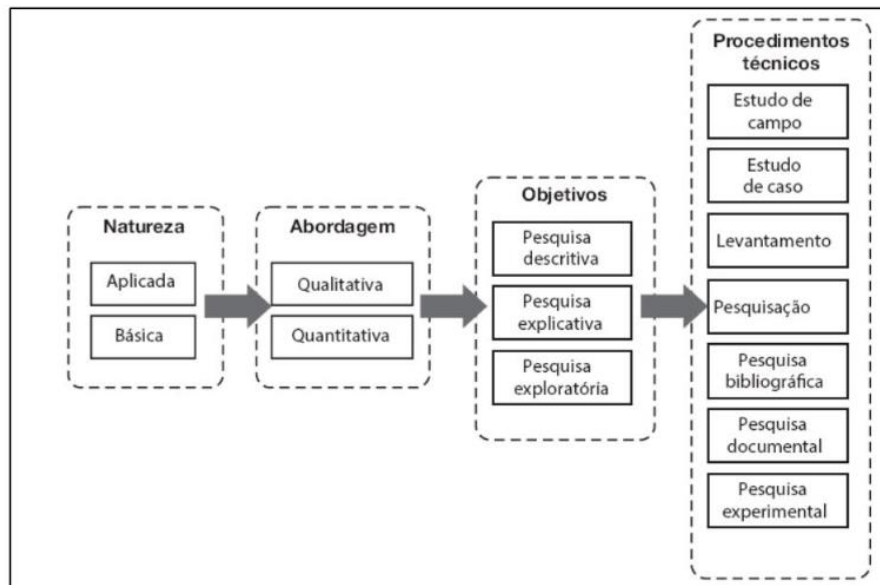 Natureza
Aplicada
Básica
Abordagem
Qualitativa
Quantitativa
Objetivos
Pesquisa
descritiva
Pesquisa
explicativa
Pesquisa
exploratória
Procedimentos
técnicos
Estudo de
campo
Estudo
de caso
Levantamento
Pesquisação
Pesquisa
bibliográfica
Pesquisa
documental
Pesquisa
experimental